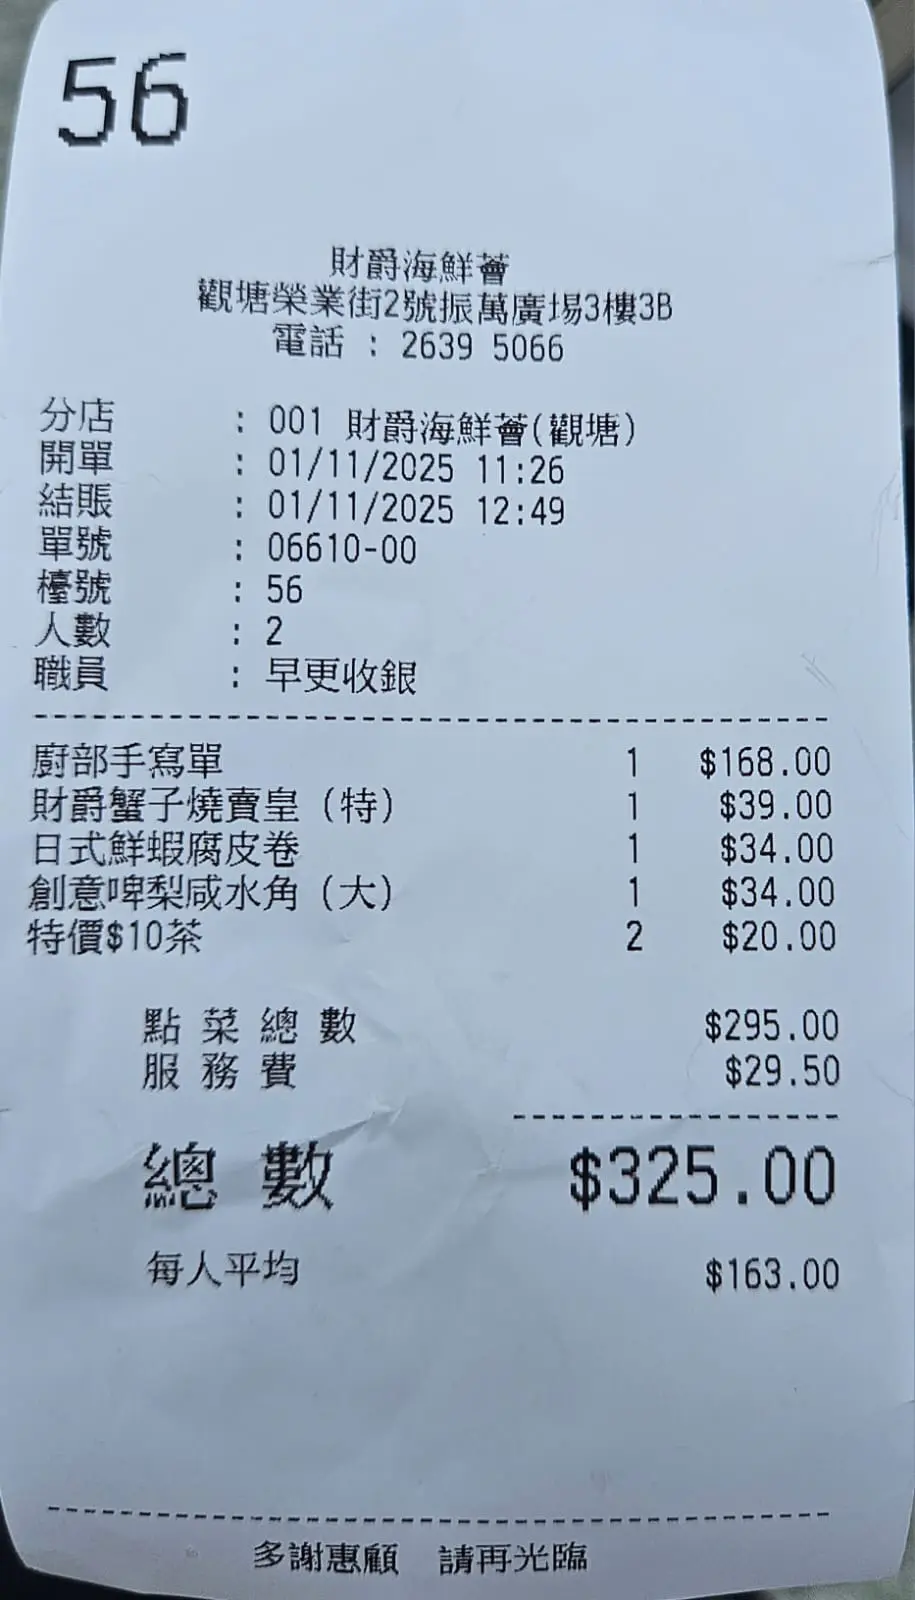 56
財爵海鮮薈
觀塘榮業街2號振萬廣場3樓3B
電話 : 2639 5066
分店 : 001 財爵海鮮薈(觀塘)
開單 : 01/11/2025 11:26
結賬 : 01/11/2025 12:49
單號 : 06610-00
檯號 : 56
人數 : 2
職員 : 早更收銀
廚部手寫單 1 $168.00
財爵蟹子燒賣皇 (特) 1 $39.00
日式鮮蝦腐皮卷 1 $34.00
創意啤梨咸水角 (大) 1 $34.00
特價$10茶 2 $20.00
點菜總數 $295.00
服務費 $29.50
總數 $325.00
每人平均 $163.00
多謝惠顧 請再光臨